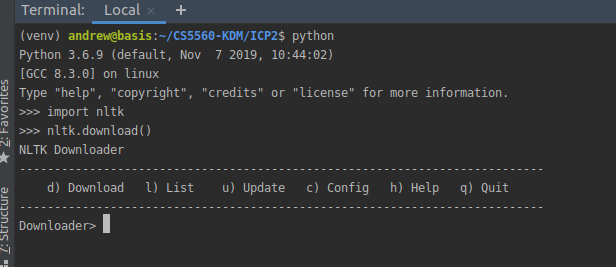 Terminal: Local × +
(venv) andrew@basis:~/CS5560-KDM/ICP2$ python
Python 3.6.9 (default, Nov  7 2019, 10:44:02)
[GCC 8.3.0] on linux
Type "help", "copyright", "credits" or "license" for more information.
>>> import nltk
>>> nltk.download()
NLTK Downloader
---------------------------------------------------------------------------
    d) Download   l) List    u) Update   c) Config   h) Help   q) Quit
---------------------------------------------------------------------------
Downloader>
2: Favorites
7: Structure